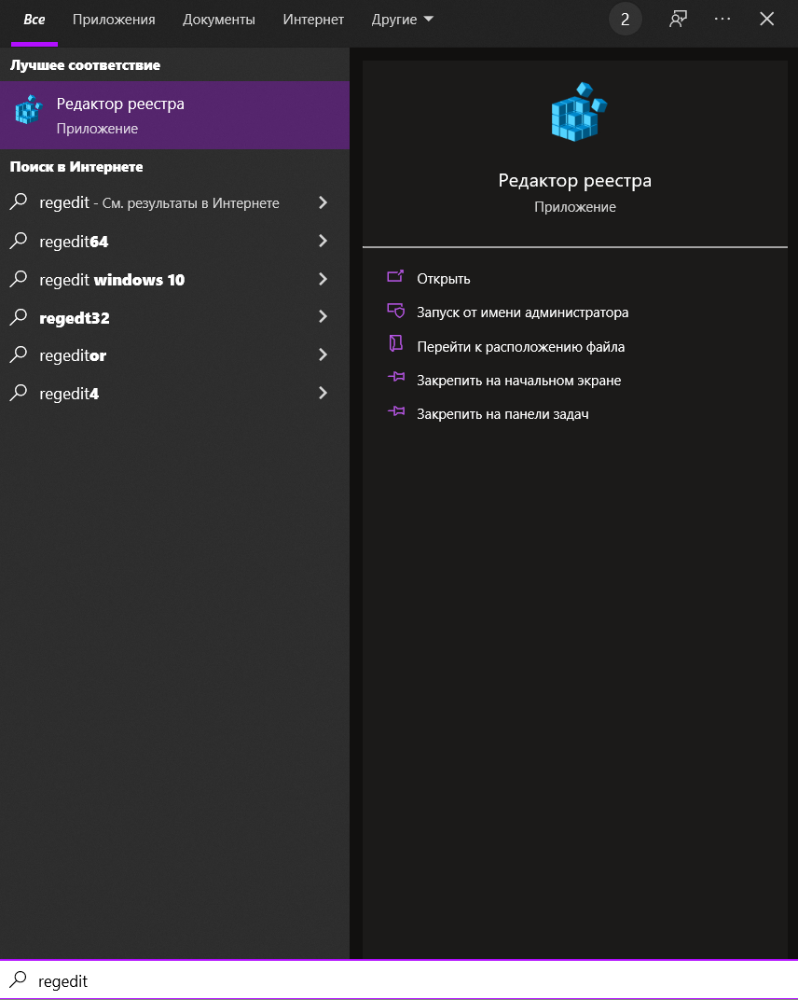 Все Приложения Документы Интернет Другие 2
Лучшее соответствие
Редактор реестра
Приложение
Поиск в Интернете
regedit - См. результаты в Интернете
regedit64
regedit windows 10
regedt32
regeditor
regedit4
Редактор реестра
Приложение
Открыть
Запуск от имени администратора
Перейти к расположению файла
Закрепить на начальном экране
Закрепить на панели задач
regedit